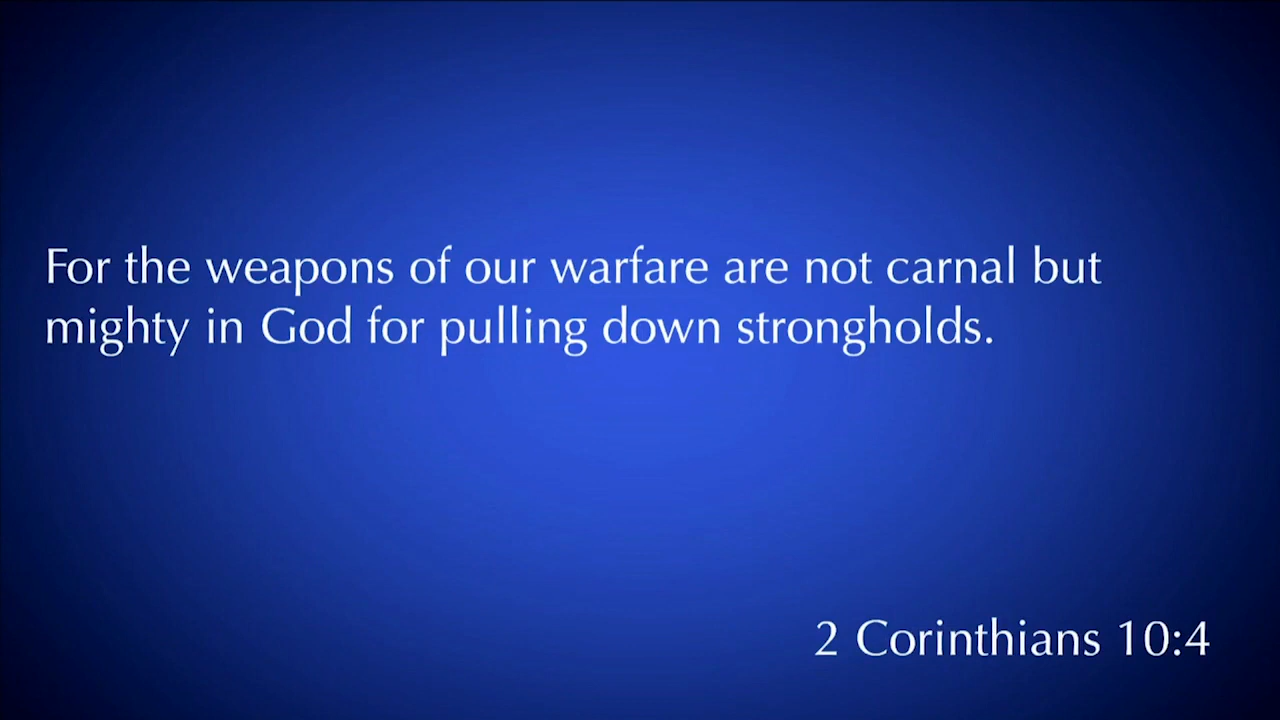 For the weapons of our warfare are not carnal but
mighty in God for pulling down strongholds.
2 Corinthians 10:4